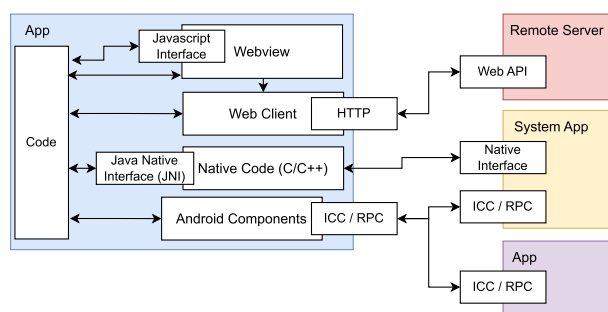 App
Javascript
Interface
Webview
Web Client
HTTP
Code
Java Native
Interface (JNI)
Native Code (C/C++)
Android Components
ICC / RPC
Remote Server
Web API
System App
Native
Interface
ICC / RPC
App
ICC / RPC